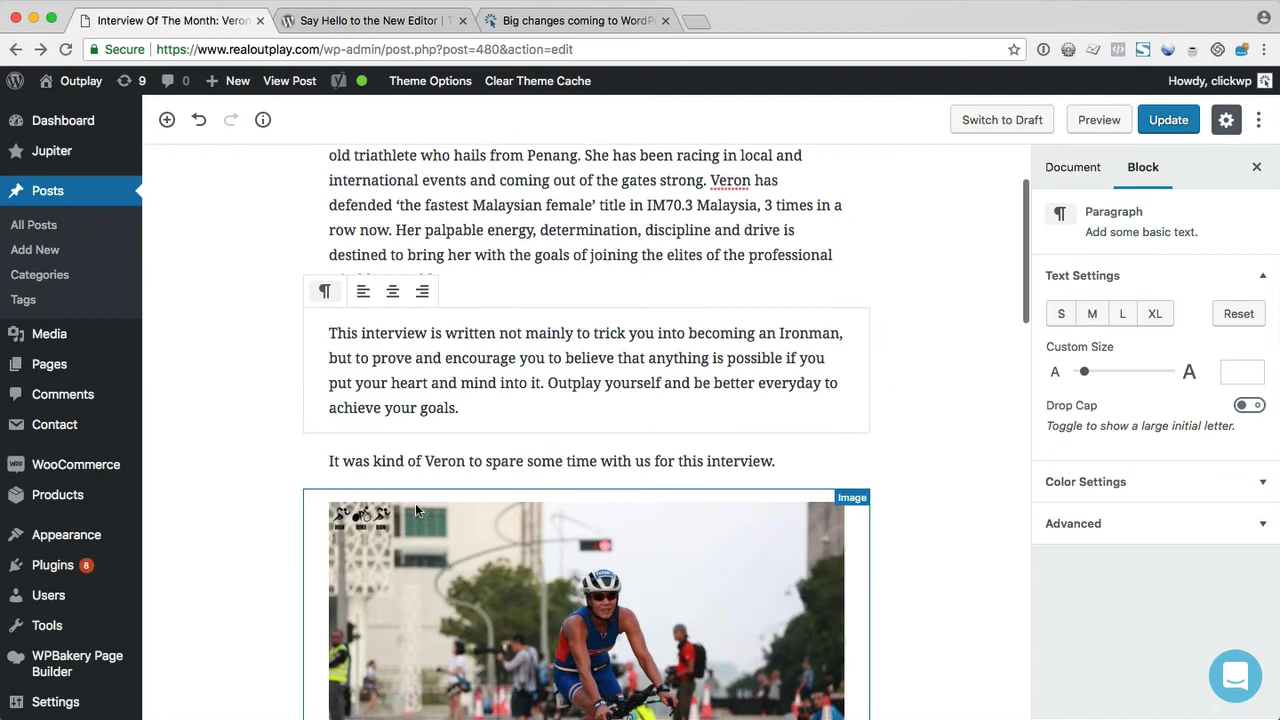 Interview Of The Month: Veron
Say Hello to the New Editor | T
Big changes coming to WordP
Secure
https://www.realoutplay.com/wp-admin/post.php?post=480&action=edit
Outplay
9
0
New
View Post
Theme Options
Clear Theme Cache
Howdy, clickwp
Dashboard
Jupiter
Posts
All Posts
Add New
Categories
Tags
Media
Pages
Comments
Contact
WooCommerce
Products
Appearance
Plugins 8
Users
Tools
WPBakery Page
Builder
Settings
Switch to Draft
Preview
Update
old triathlete who hails from Penang. She has been racing in local and
international events and coming out of the gates strong. Veron has
defended ‘the fastest Malaysian female’ title in IM70.3 Malaysia, 3 times in a
row now. Her palpable energy, determination, discipline and drive is
destined to bring her with the goals of joining the elites of the professional
This interview is written not mainly to trick you into becoming an Ironman,
but to prove and encourage you to believe that anything is possible if you
put your heart and mind into it. Outplay yourself and be better everyday to
achieve your goals.
It was kind of Veron to spare some time with us for this interview.
Image
RUN BIKE RUN
Document
Block
Paragraph
Add some basic text.
Text Settings
S M L XL
Reset
Custom Size
A A
Drop Cap
Toggle to show a large initial letter.
Color Settings
Advanced